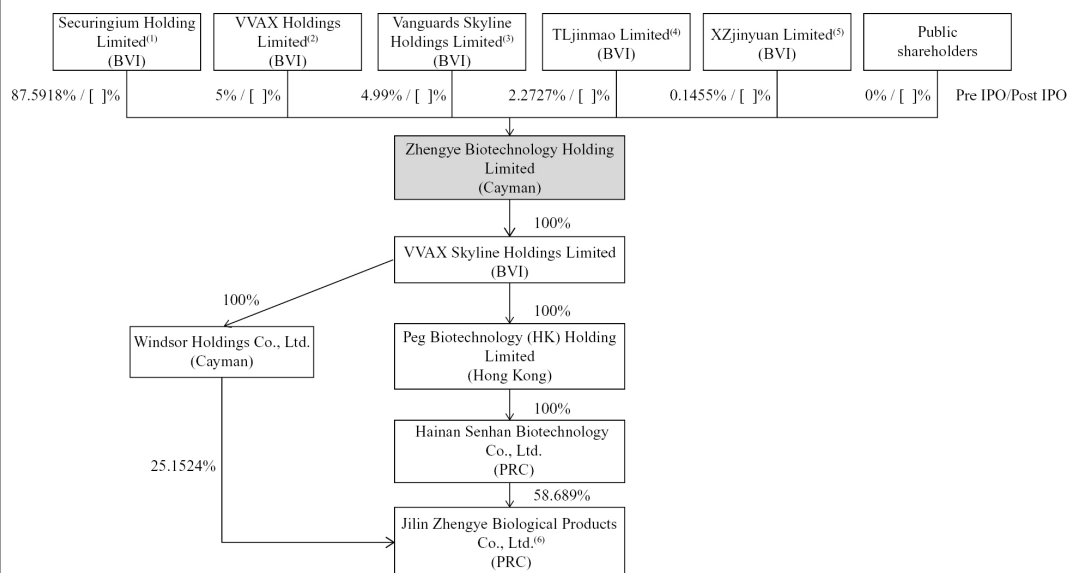 Securingium Holding
Limited(1)
(BVI)
VVAX Holdings
Limited(2)
(BVI)
Vanguards Skyline
Holdings Limited(3)
(BVI)
TLjinmao Limited(4)
(BVI)
XZjinyuan Limited(5)
(BVI)
Public
shareholders
87.5918% / [ ]%
5% / [ ]%
4.99% / [ ]%
2.2727% / [ ]%
0.1455% / [ ]%
0% / [ ]%
Pre IPO/Post IPO
Zhengye Biotechnology Holding
Limited
(Cayman)
100%
VVAX Skyline Holdings Limited
(BVI)
100%
100%
Windsor Holdings Co., Ltd.
(Cayman)
Peg Biotechnology (HK) Holding
Limited
(Hong Kong)
100%
Hainan Senhan Biotechnology
Co., Ltd.
(PRC)
25.1524%
58.689%
Jilin Zhengye Biological Products
Co., Ltd.(6)
(PRC)